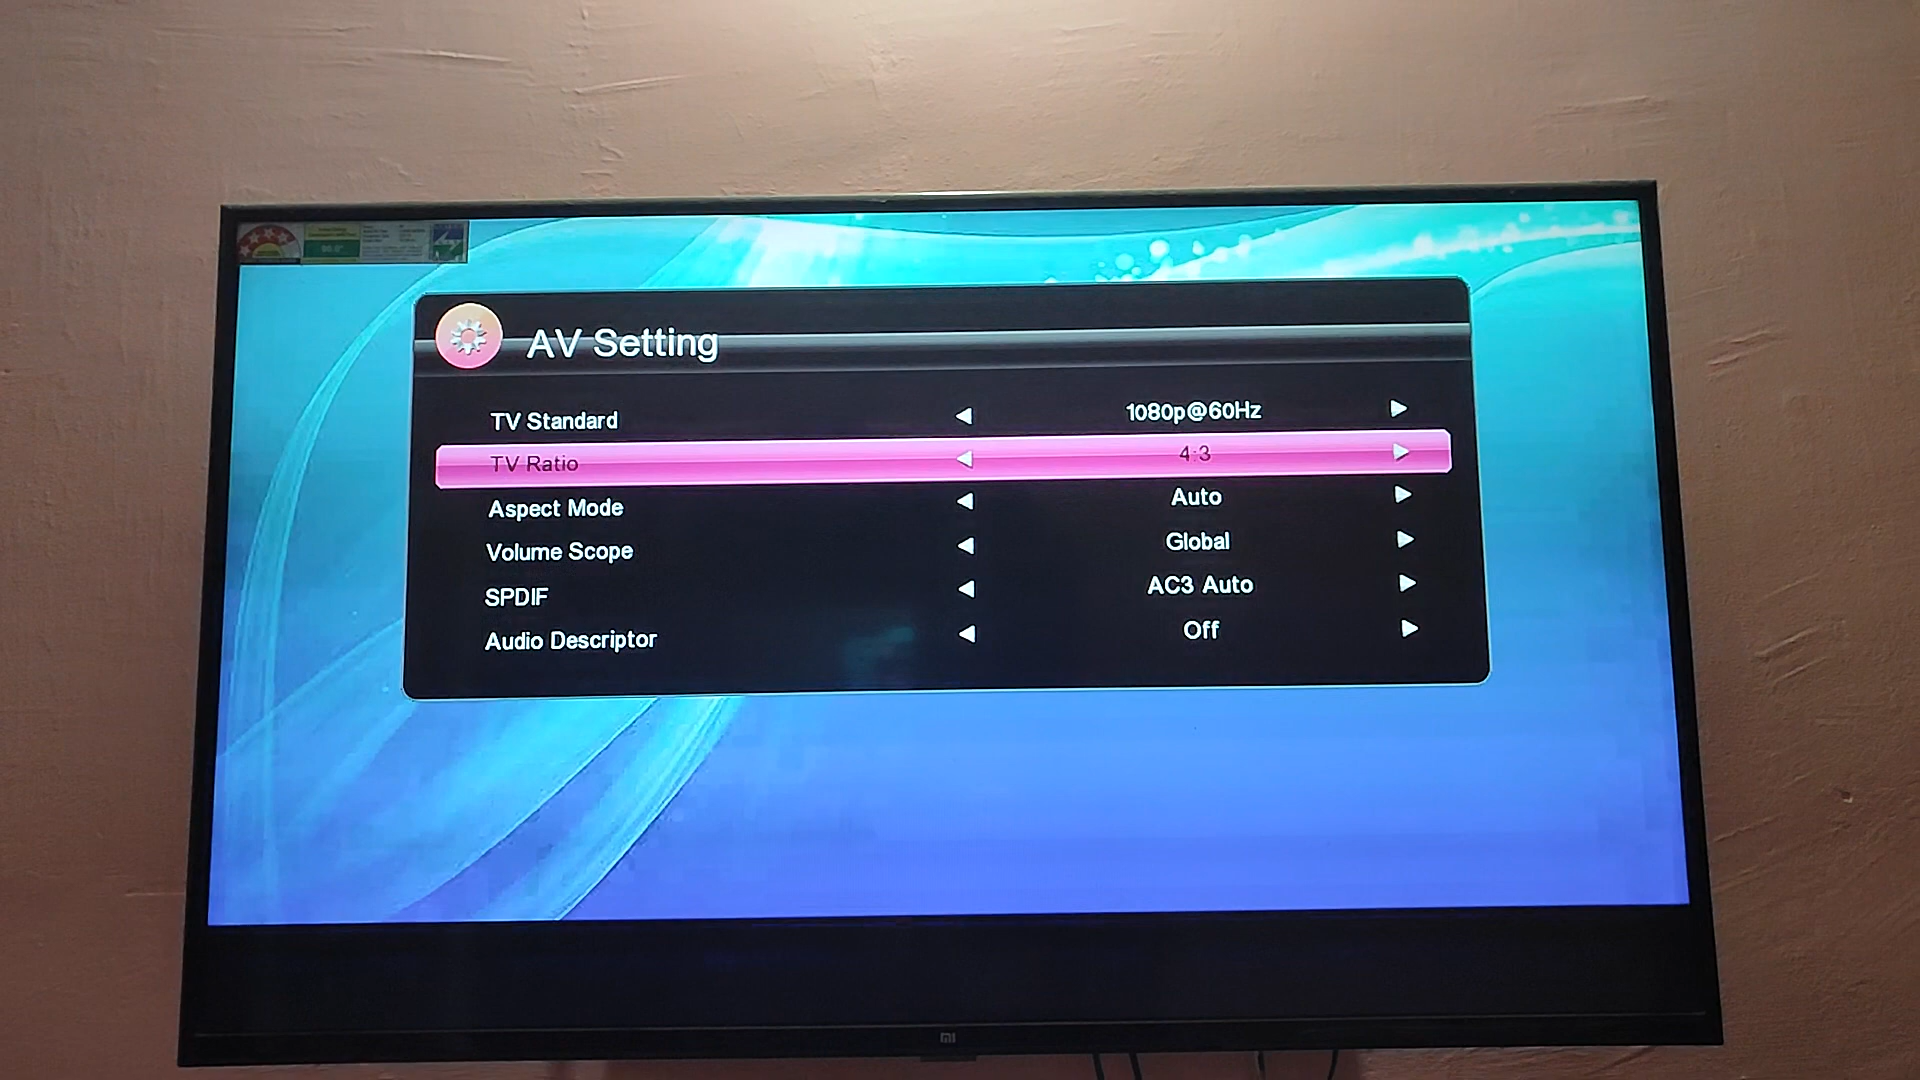 AV Setting
TV Standard 1080p@60Hz
TV Ratio 4:3
Aspect Mode Auto
Volume Scope Global
SPDIF AC3 Auto
Audio Descriptor Off
mi